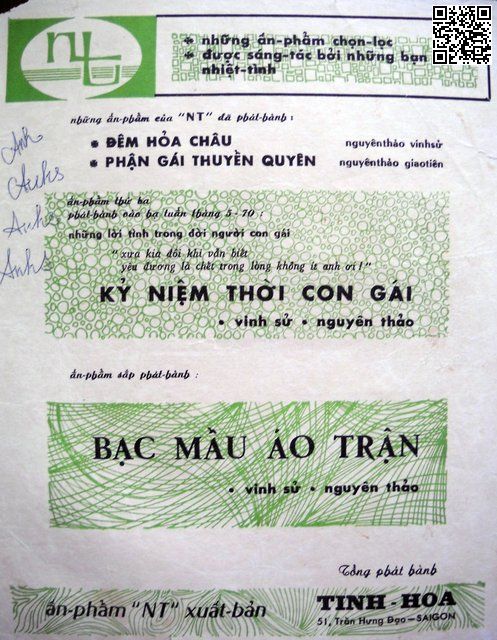 nt
* những ấn-phẩm chọn-lọc
* được sáng-tác bởi những bạn
nhiệt-tình
những ấn-phẩm của "NT" đã phát-hành :
* ĐÊM HỎA CHÂU nguyênthảo vinhsử
* PHẬN GÁI THUYỀN QUYÊN nguyênthảo giaotiên
ấn-phẩm thứ ba
phát-hành vào hạ tuần tháng 5 - 70 :
những lời tình trong đời người con gái
"xưa kia đôi khi vẫn biết
yêu đương là chết trong lòng không ít anh ơi!"
KỶ NIỆM THỜI CON GÁI
• vinh sử • nguyên thảo
ấn-phẩm sắp phát-hành :
BẠC MẦU ÁO TRẬN
• vinh sử • nguyên thảo
Tổng phát hành
ấn-phẩm "NT" xuất-bản
TINH-HOA
51, Trần Hưng Đạo — SAIGON